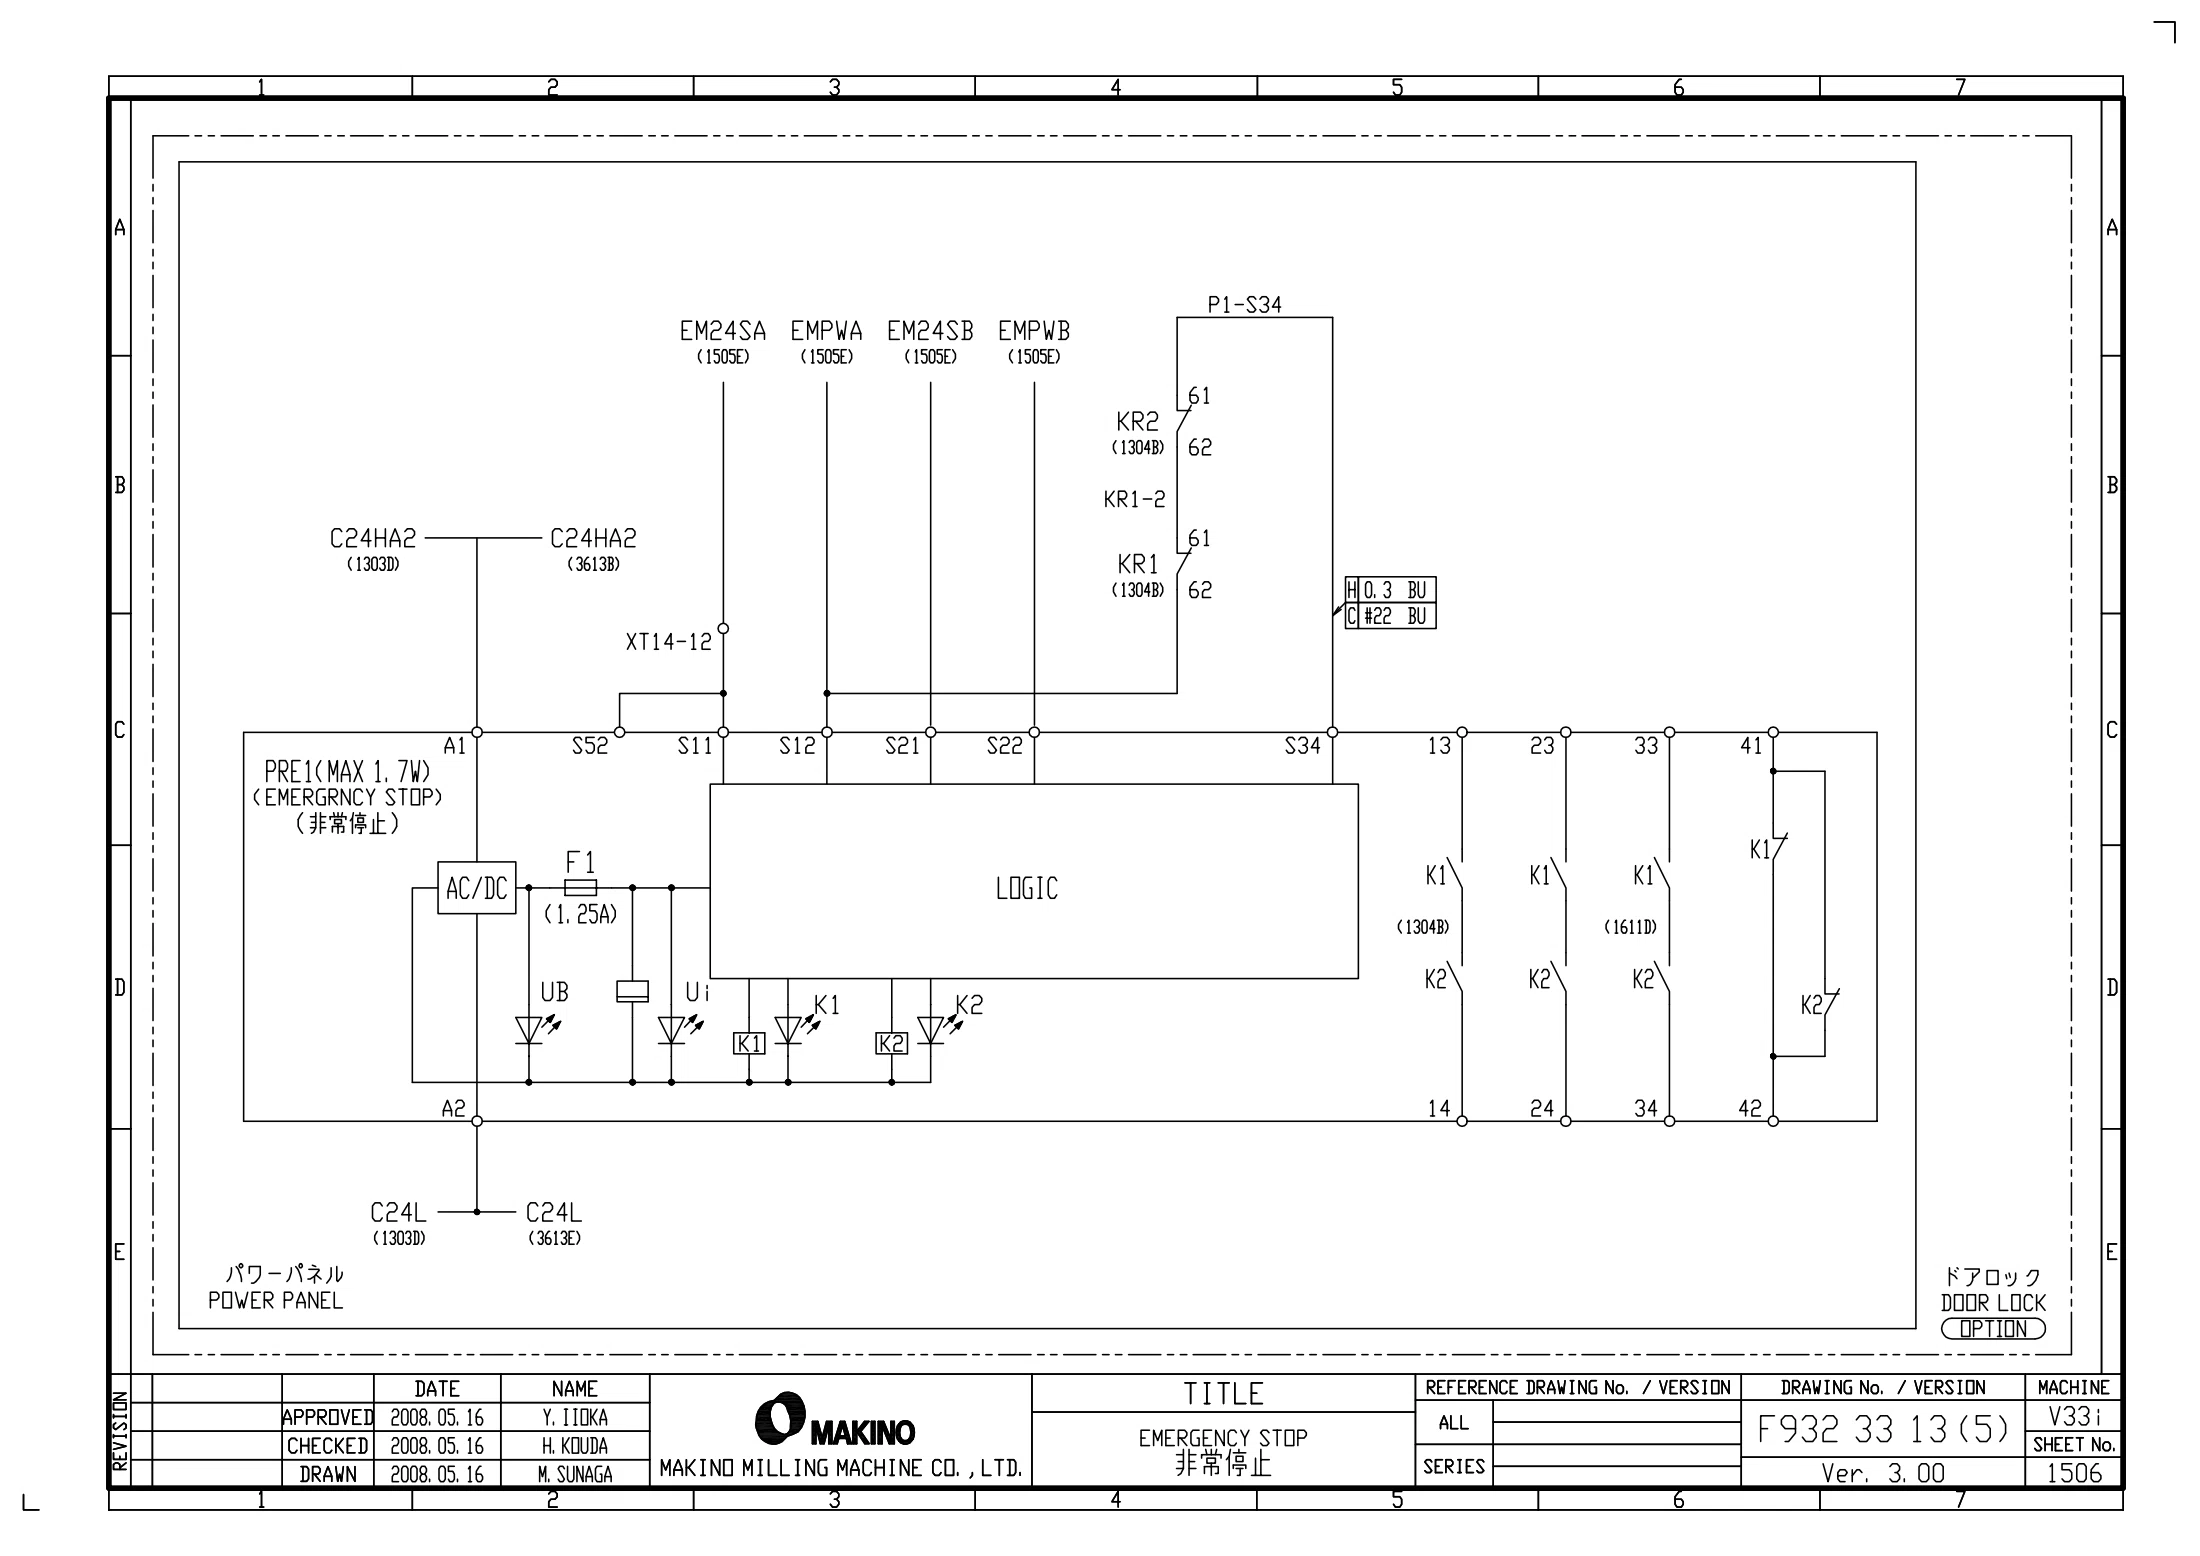 1 2 3 4 5 6 7
A A
P1-S34
EM24SA EMPWA EM24SB EMPWB
(1505E) (1505E) (1505E) (1505E)
61
KR2
(1304B) 62
B B
KR1-2
C24HA2 C24HA2
(1303D) (3613B)
61
KR1
(1304B) 62
H 0.3 BU
C #22 BU
XT14-12
C C
A1 S52 S11 S12 S21 S22 S34 13 23 33 41
PRE1(MAX 1.7W)
(EMERGRNCY STOP)
(非常停止)
F1
AC/DC
(1.25A)
LOGIC
K1 K1 K1 K1
(1304B) (1611D)
K2 K2 K2 K2
D D
UB Ui K1 K2
K1 K2
A2 14 24 34 42
C24L C24L
(1303D) (3613E)
E E
パワーパネル
POWER PANEL
ドアロック
DOOR LOCK
OPTION
REVISION
DATE NAME
APPROVED 2008.05.16 Y. IIOKA
CHECKED 2008.05.16 H. KOUDA
DRAWN 2008.05.16 M. SUNAGA
MAKINO
MAKINO MILLING MACHINE CO.,LTD.
TITLE
EMERGENCY STOP
非常停止
REFERENCE DRAWING No. / VERSION
ALL
SERIES
DRAWING No. / VERSION
F932 33 13(5)
Ver. 3.00
MACHINE
V33i
SHEET No.
1506
1 2 3 4 5 6 7